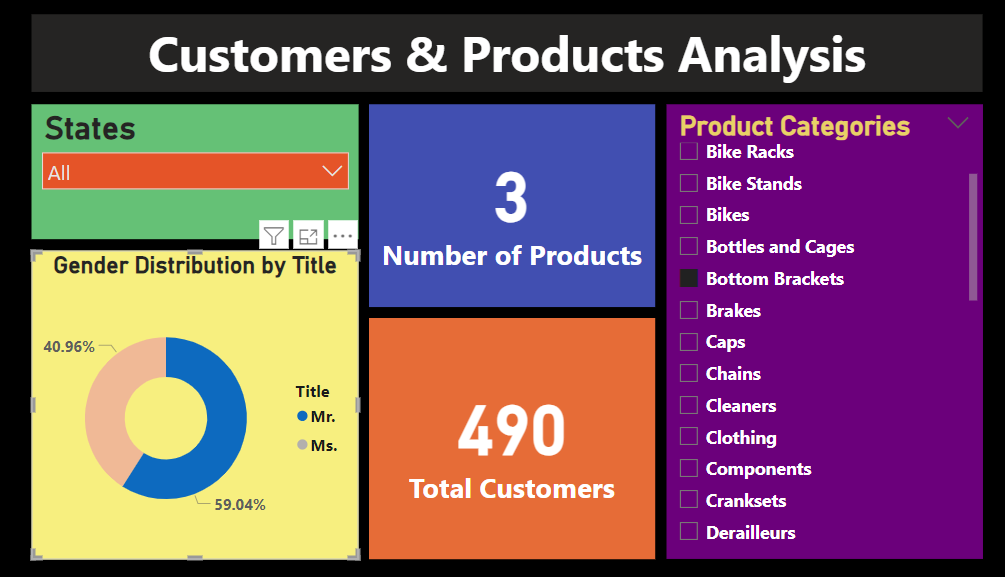 Customers & Products Analysis
States
All
Gender Distribution by Title
40.96%
59.04%
Title
Mr.
Ms.
3
Number of Products
490
Total Customers
Product Categories
Bike Racks
Bike Stands
Bikes
Bottles and Cages
Bottom Brackets
Brakes
Caps
Chains
Cleaners
Clothing
Components
Cranksets
Derailleurs